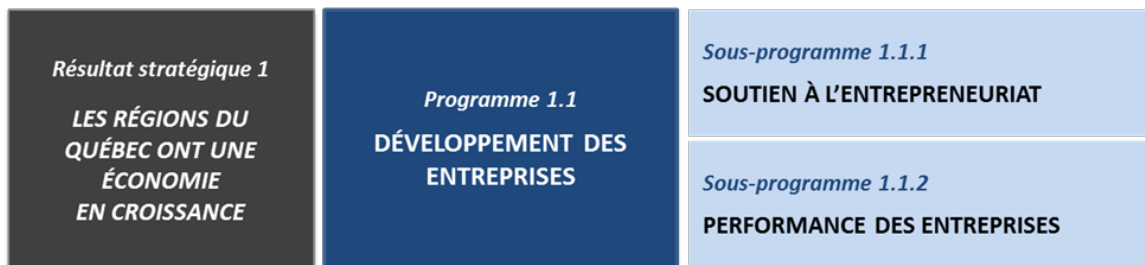 Résultat stratégique 1
LES RÉGIONS DU
QUÉBEC ONT UNE
ÉCONOMIE
EN CROISSANCE
Programme 1.1
DÉVELOPPEMENT DES
ENTREPRISES
Sous-programme 1.1.1
SOUTIEN À L’ENTREPRENEURIAT
Sous-programme 1.1.2
PERFORMANCE DES ENTREPRISES